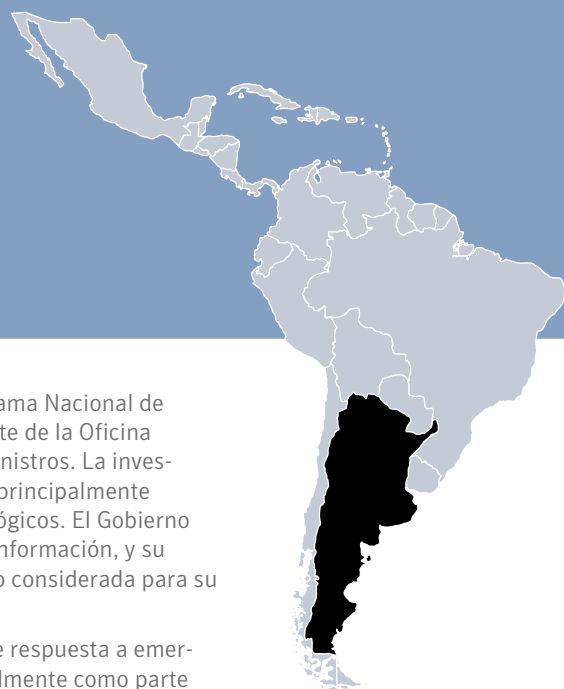 ama Nacional de
te de la Oficina
nistros. La inves-
principalmente
ógicos. El Gobierno
nformación, y su
o considerada para su
e respuesta a emer-
lmente como parte